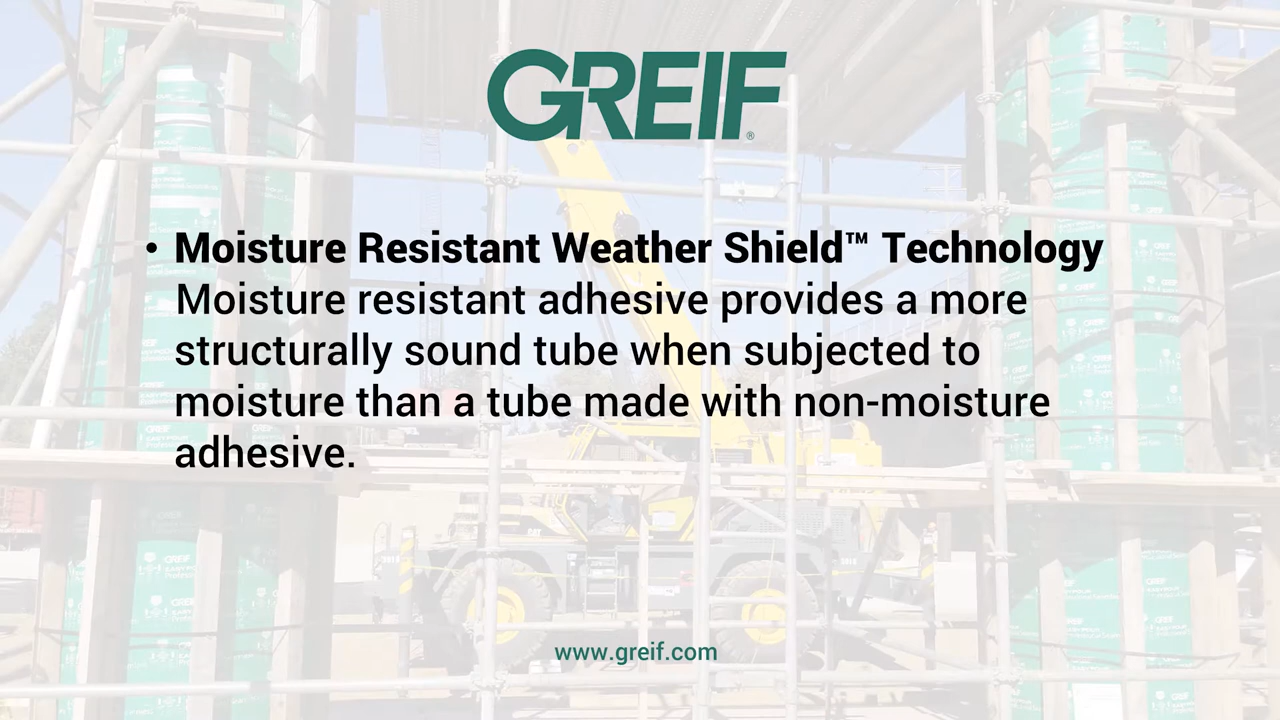 GREIF®
• Moisture Resistant Weather Shield™ Technology
Moisture resistant adhesive provides a more
structurally sound tube when subjected to
moisture than a tube made with non-moisture
adhesive.
www.greif.com